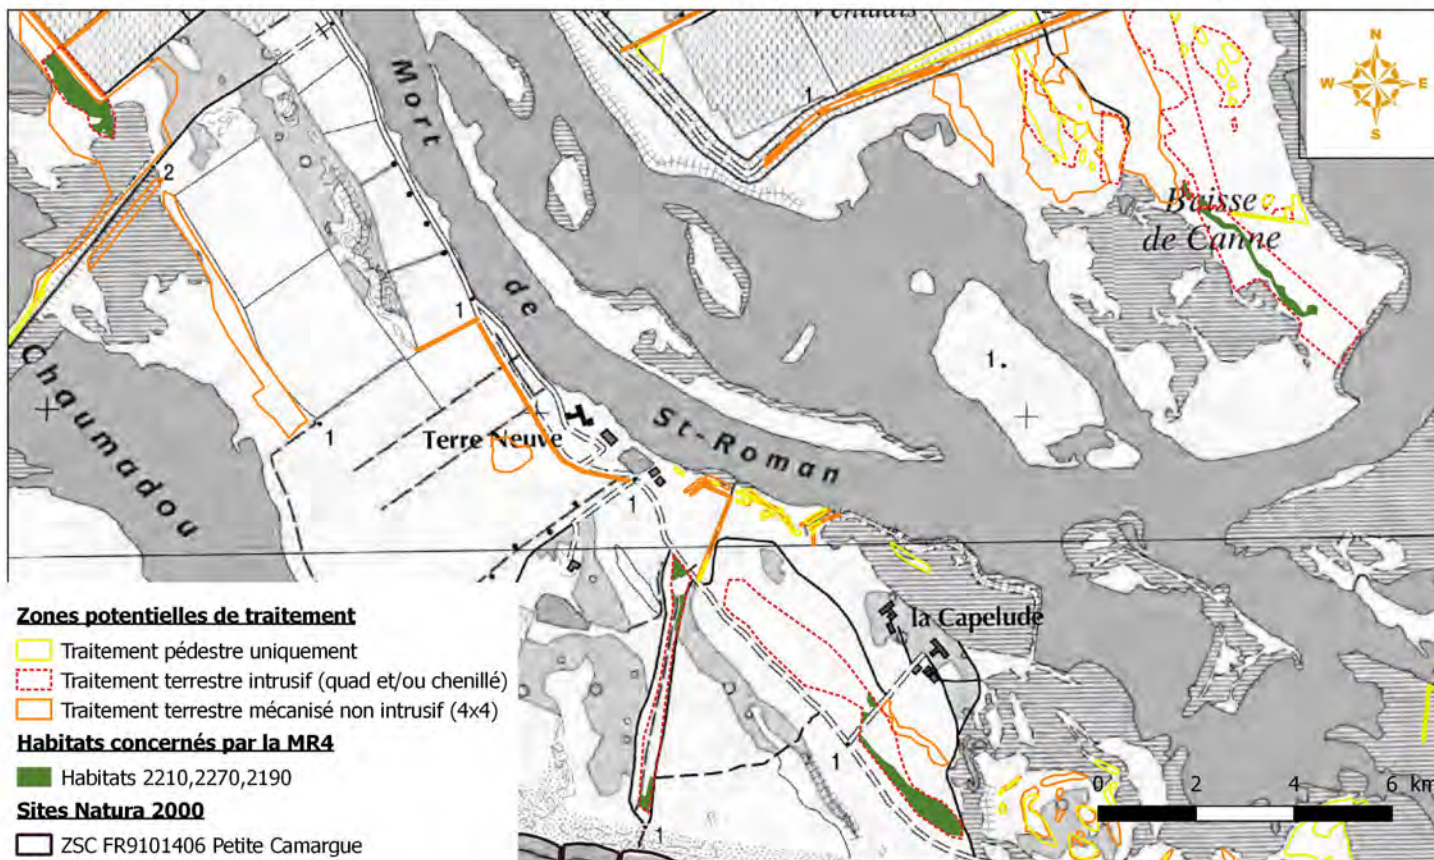 N
W E
S
Mort
de
St-Roman
Chaumadou
Baisse
de Canne
Terre Neuve
la Capelude
2
1
1
1
1
1.
1
1
2
Zones potentielles de traitement
Traitement pédestre uniquement
Traitement terrestre intrusif (quad et/ou chenillé)
Traitement terrestre mécanisé non intrusif (4x4)
Habitats concernés par la MR4
Habitats 2210,2270,2190
Sites Natura 2000
ZSC FR9101406 Petite Camargue
0 2 4 6 km